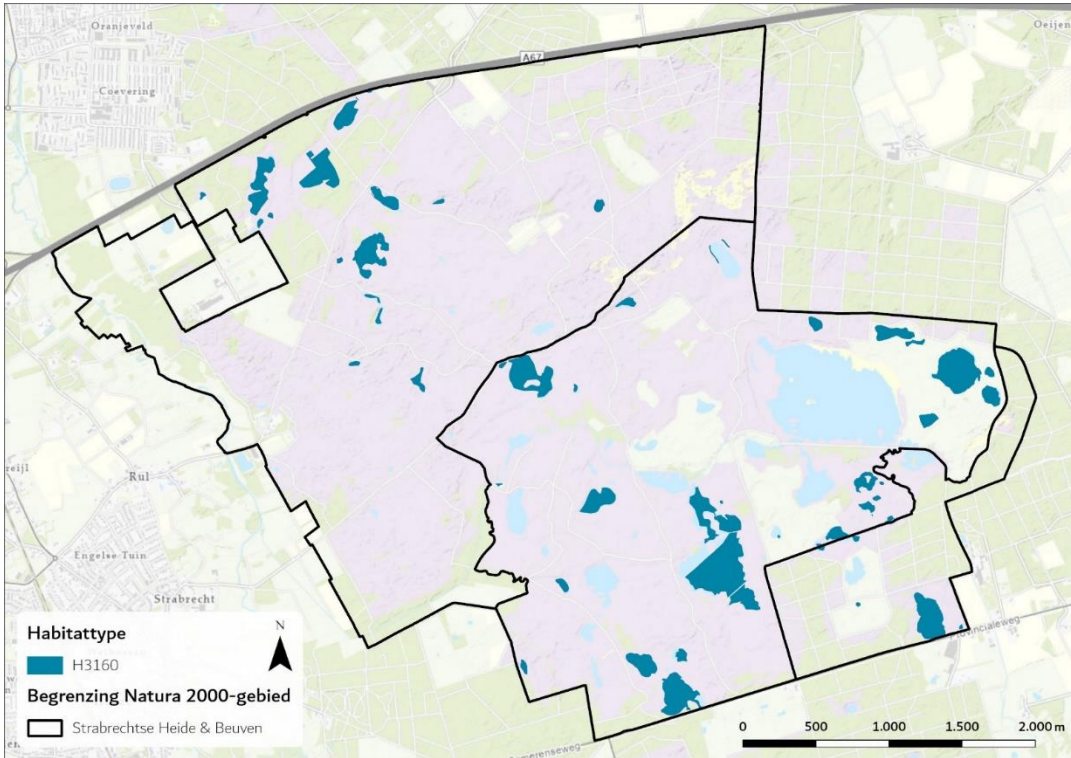 Oranjeveld
Oeijen
A67
Coevering
Rul
Engelse Tuin
Strabrecht
Provincialeweg
Habitattype
N
H3160
Begrenzing Natura 2000-gebied
Strabrechtse Heide & Beuven
0 500 1.000 1.500 2.000 m